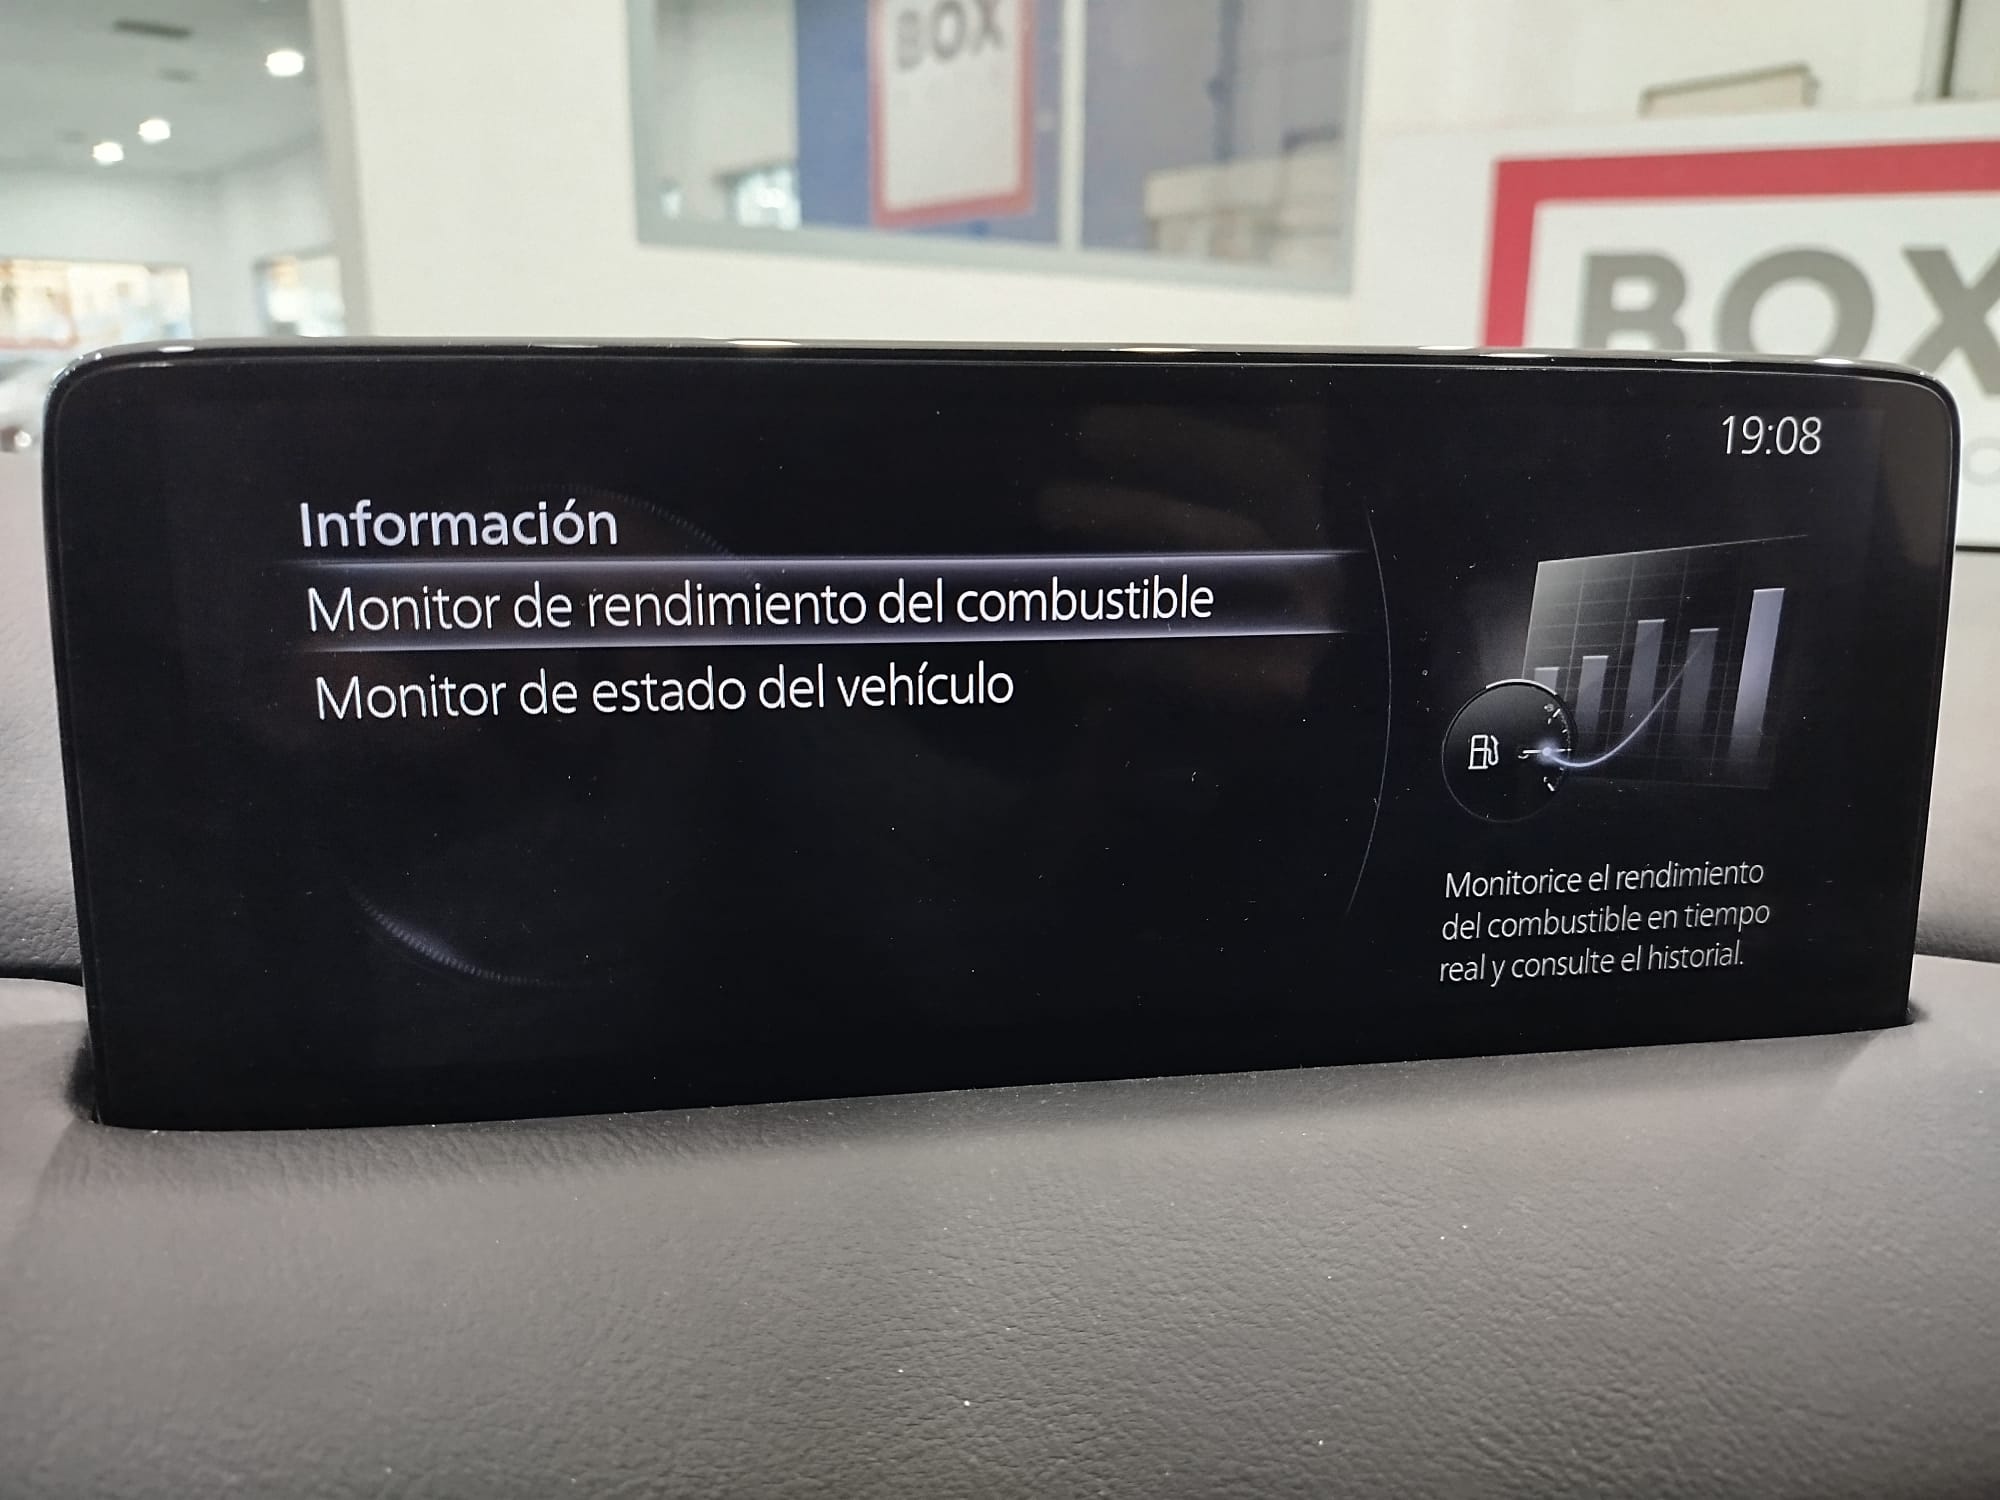 BOX
BOX
19:08
Información
Monitor de rendimiento del combustible
Monitor de estado del vehículo
Monitorice el rendimiento
del combustible en tiempo
real y consulte el historial.